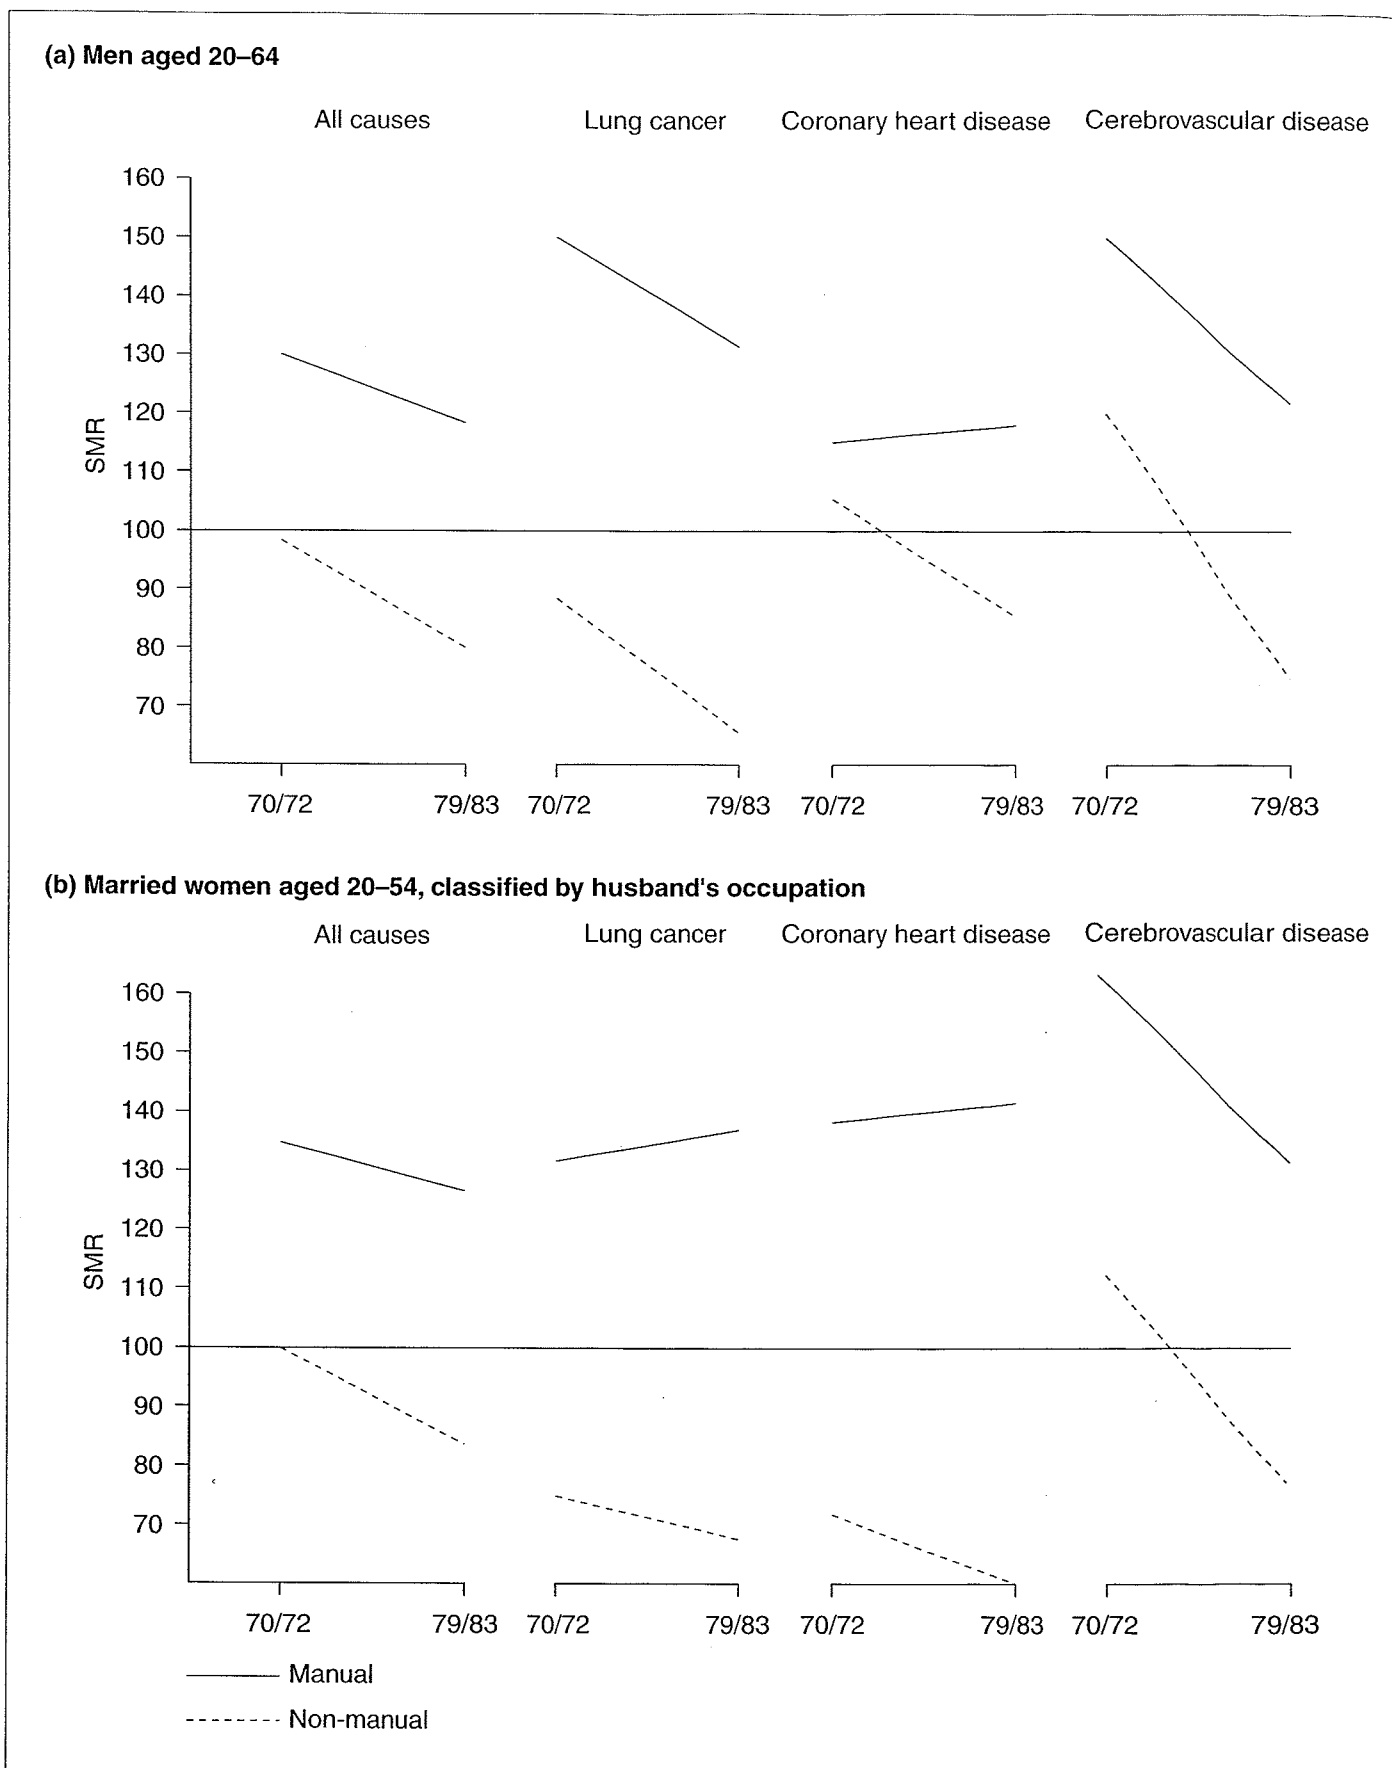 (a) Men aged 20–64
All causes Lung cancer Coronary heart disease Cerebrovascular disease
160
150
140
130
120
110
100
90
80
70
SMR
70/72 79/83 70/72 79/83 70/72 79/83 70/72 79/83
(b) Married women aged 20–54, classified by husband's occupation
All causes Lung cancer Coronary heart disease Cerebrovascular disease
160
150
140
130
120
110
100
90
80
70
SMR
70/72 79/83 70/72 79/83 70/72 79/83 70/72 79/83
Manual
Non-manual